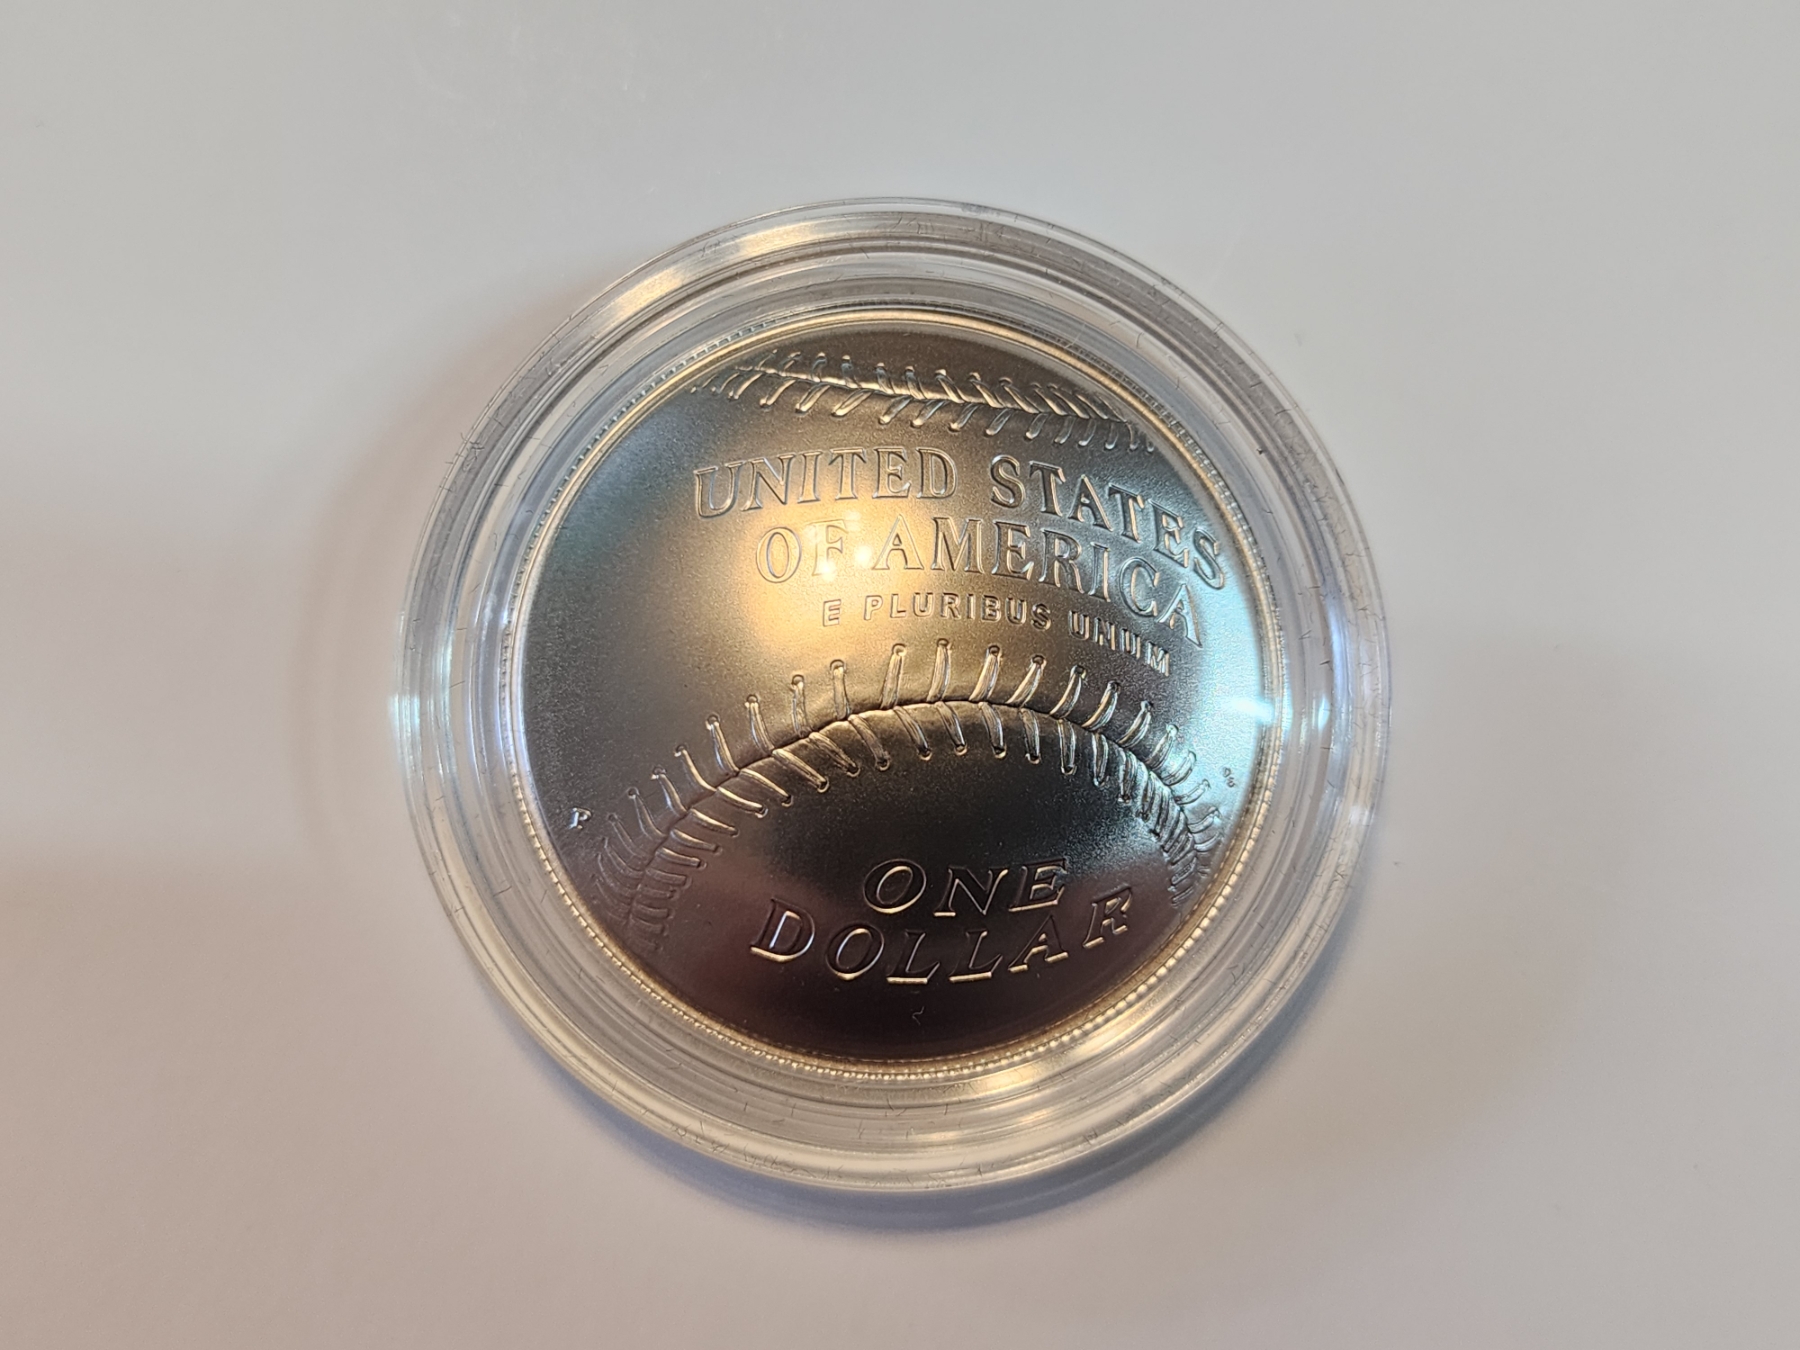 UNITED STATES
OF AMERICA
E PLURIBUS UNUM
P
ONE
DOLLAR